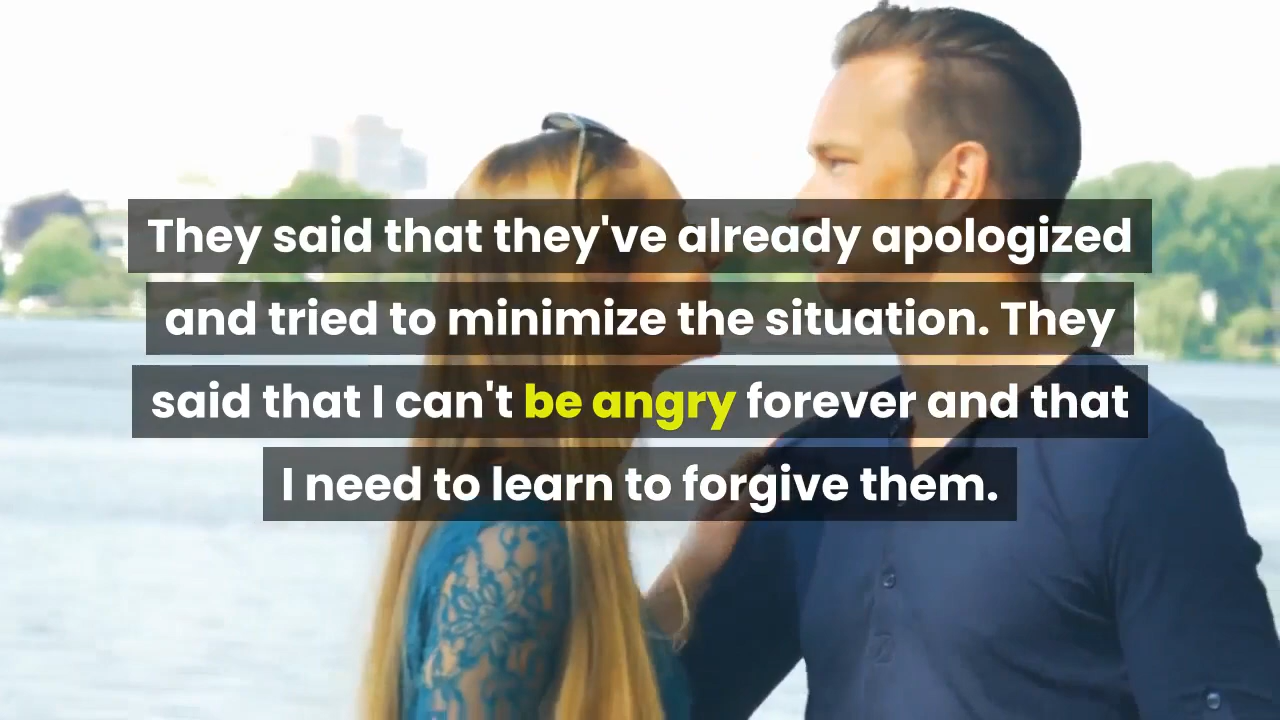 They said that they've already apologized
and tried to minimize the situation. They
said that I can't be angry forever and that
I need to learn to forgive them.